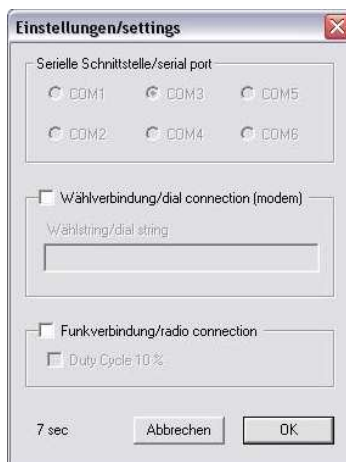 Einstellungen/settings
Serielle Schnittstelle/serial port
COM1 COM3 COM5
COM2 COM4 COM6
Wählverbindung/dial connection (modem)
Wählstring/dial string
Funkverbindung/radio connection
Duty Cycle 10 %
7 sec Abbrechen OK